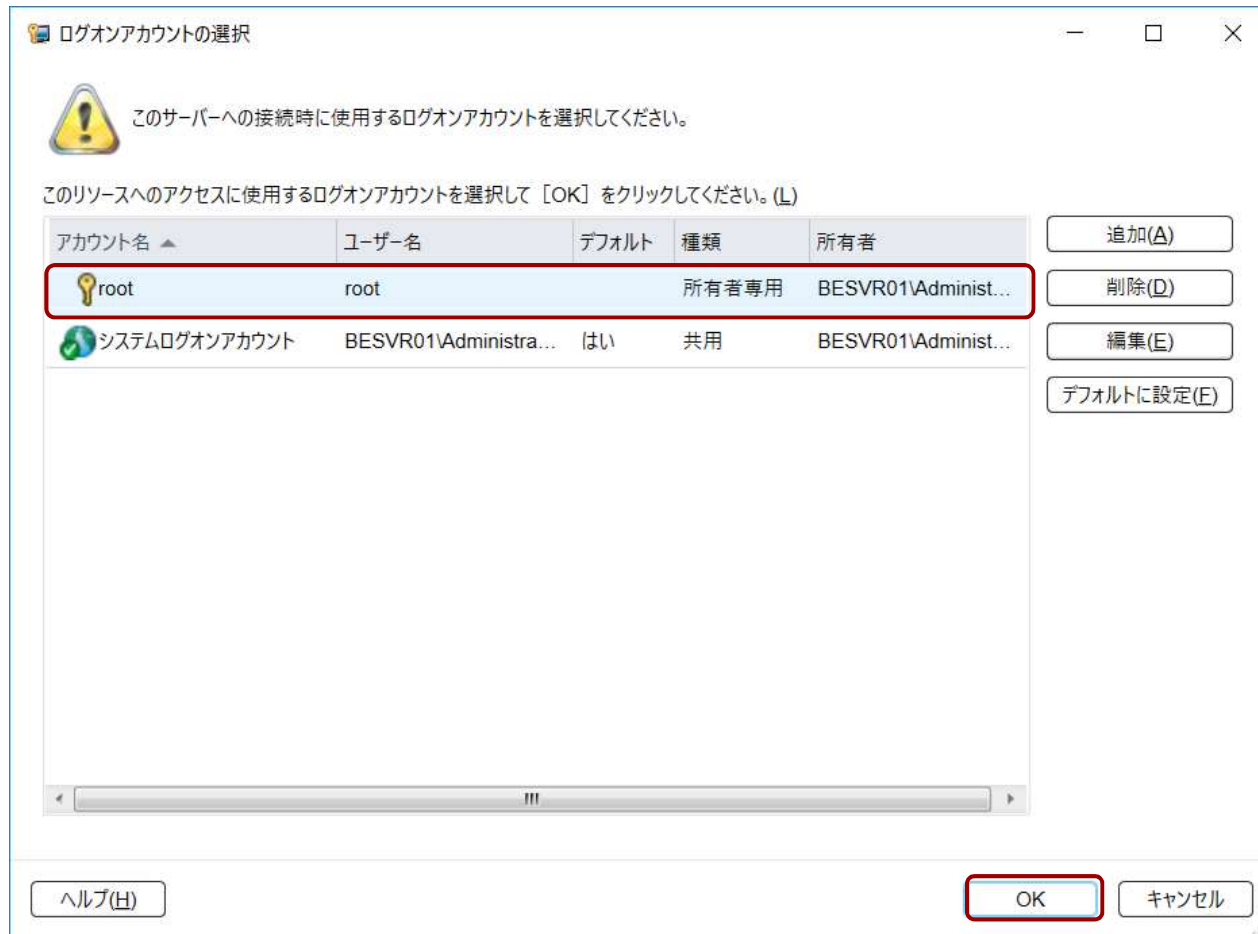 ログオンアカウントの選択
このサーバーへの接続時に使用するログオンアカウントを選択してください。
このリソースへのアクセスに使用するログオンアカウントを選択して [OK] をクリックしてください。(L)
アカウント名 ユーザー名 デフォルト 種類 所有者 追加(A)
root root 所有者専用 BESVR01\Administ... 削除(D)
システムログオンアカウント BESVR01\Administra... はい 共用 BESVR01\Administ... 編集(E)
デフォルトに設定(F)
ヘルプ(H) OK キャンセル